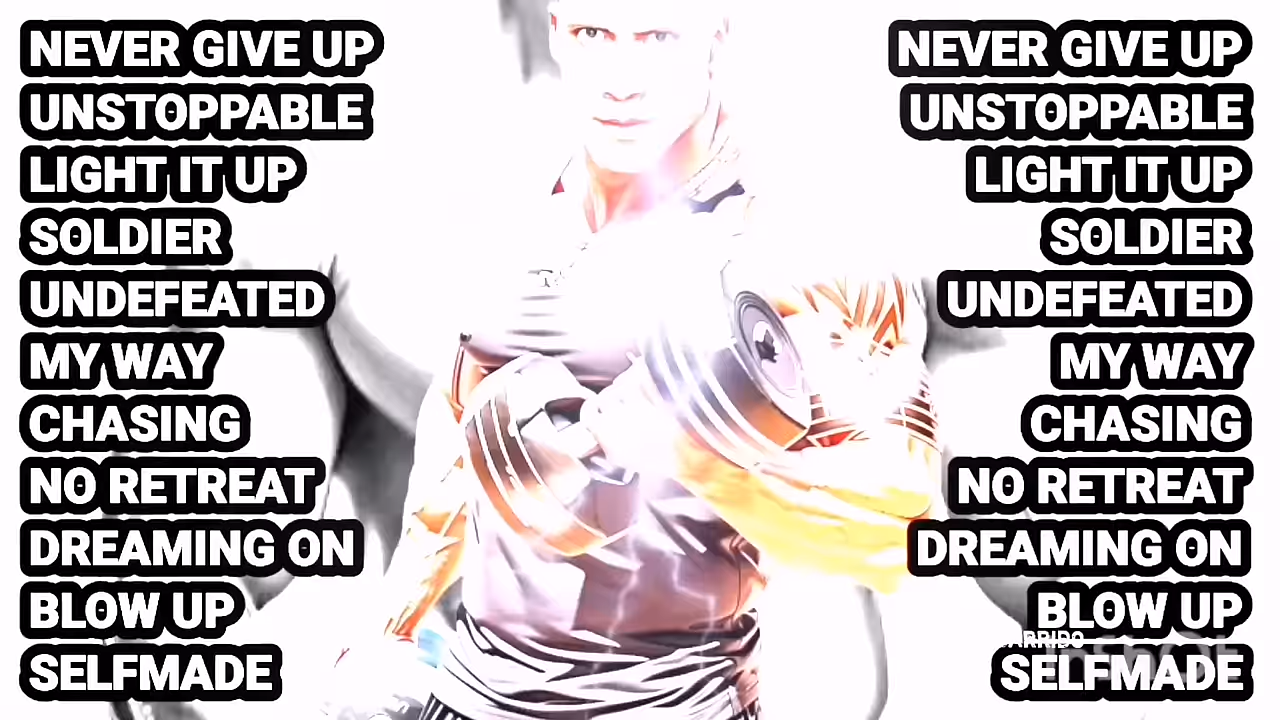 NEVER GIVE UP
UNSTOPPABLE
LIGHT IT UP
SOLDIER
UNDEFEATED
MY WAY
CHASING
NO RETREAT
DREAMING ON
BLOW UP
SELFMADE
NEVER GIVE UP
UNSTOPPABLE
LIGHT IT UP
SOLDIER
UNDEFEATED
MY WAY
CHASING
NO RETREAT
DREAMING ON
BLOW UP
SELFMADE